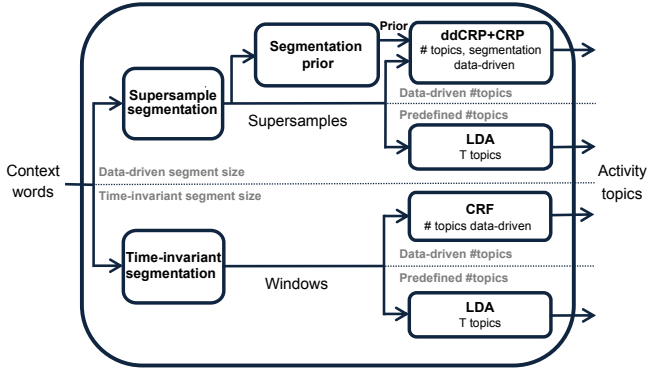 Prior
Segmentation
prior
ddCRP+CRP
# topics, segmentation
data-driven
Supersample
segmentation
Supersamples
Data-driven #topics
Predefined #topics
LDA
T topics
Context
words
Data-driven segment size
Time-invariant segment size
Activity
topics
CRF
# topics data-driven
Time-invariant
segmentation
Windows
Data-driven #topics
Predefined #topics
LDA
T topics